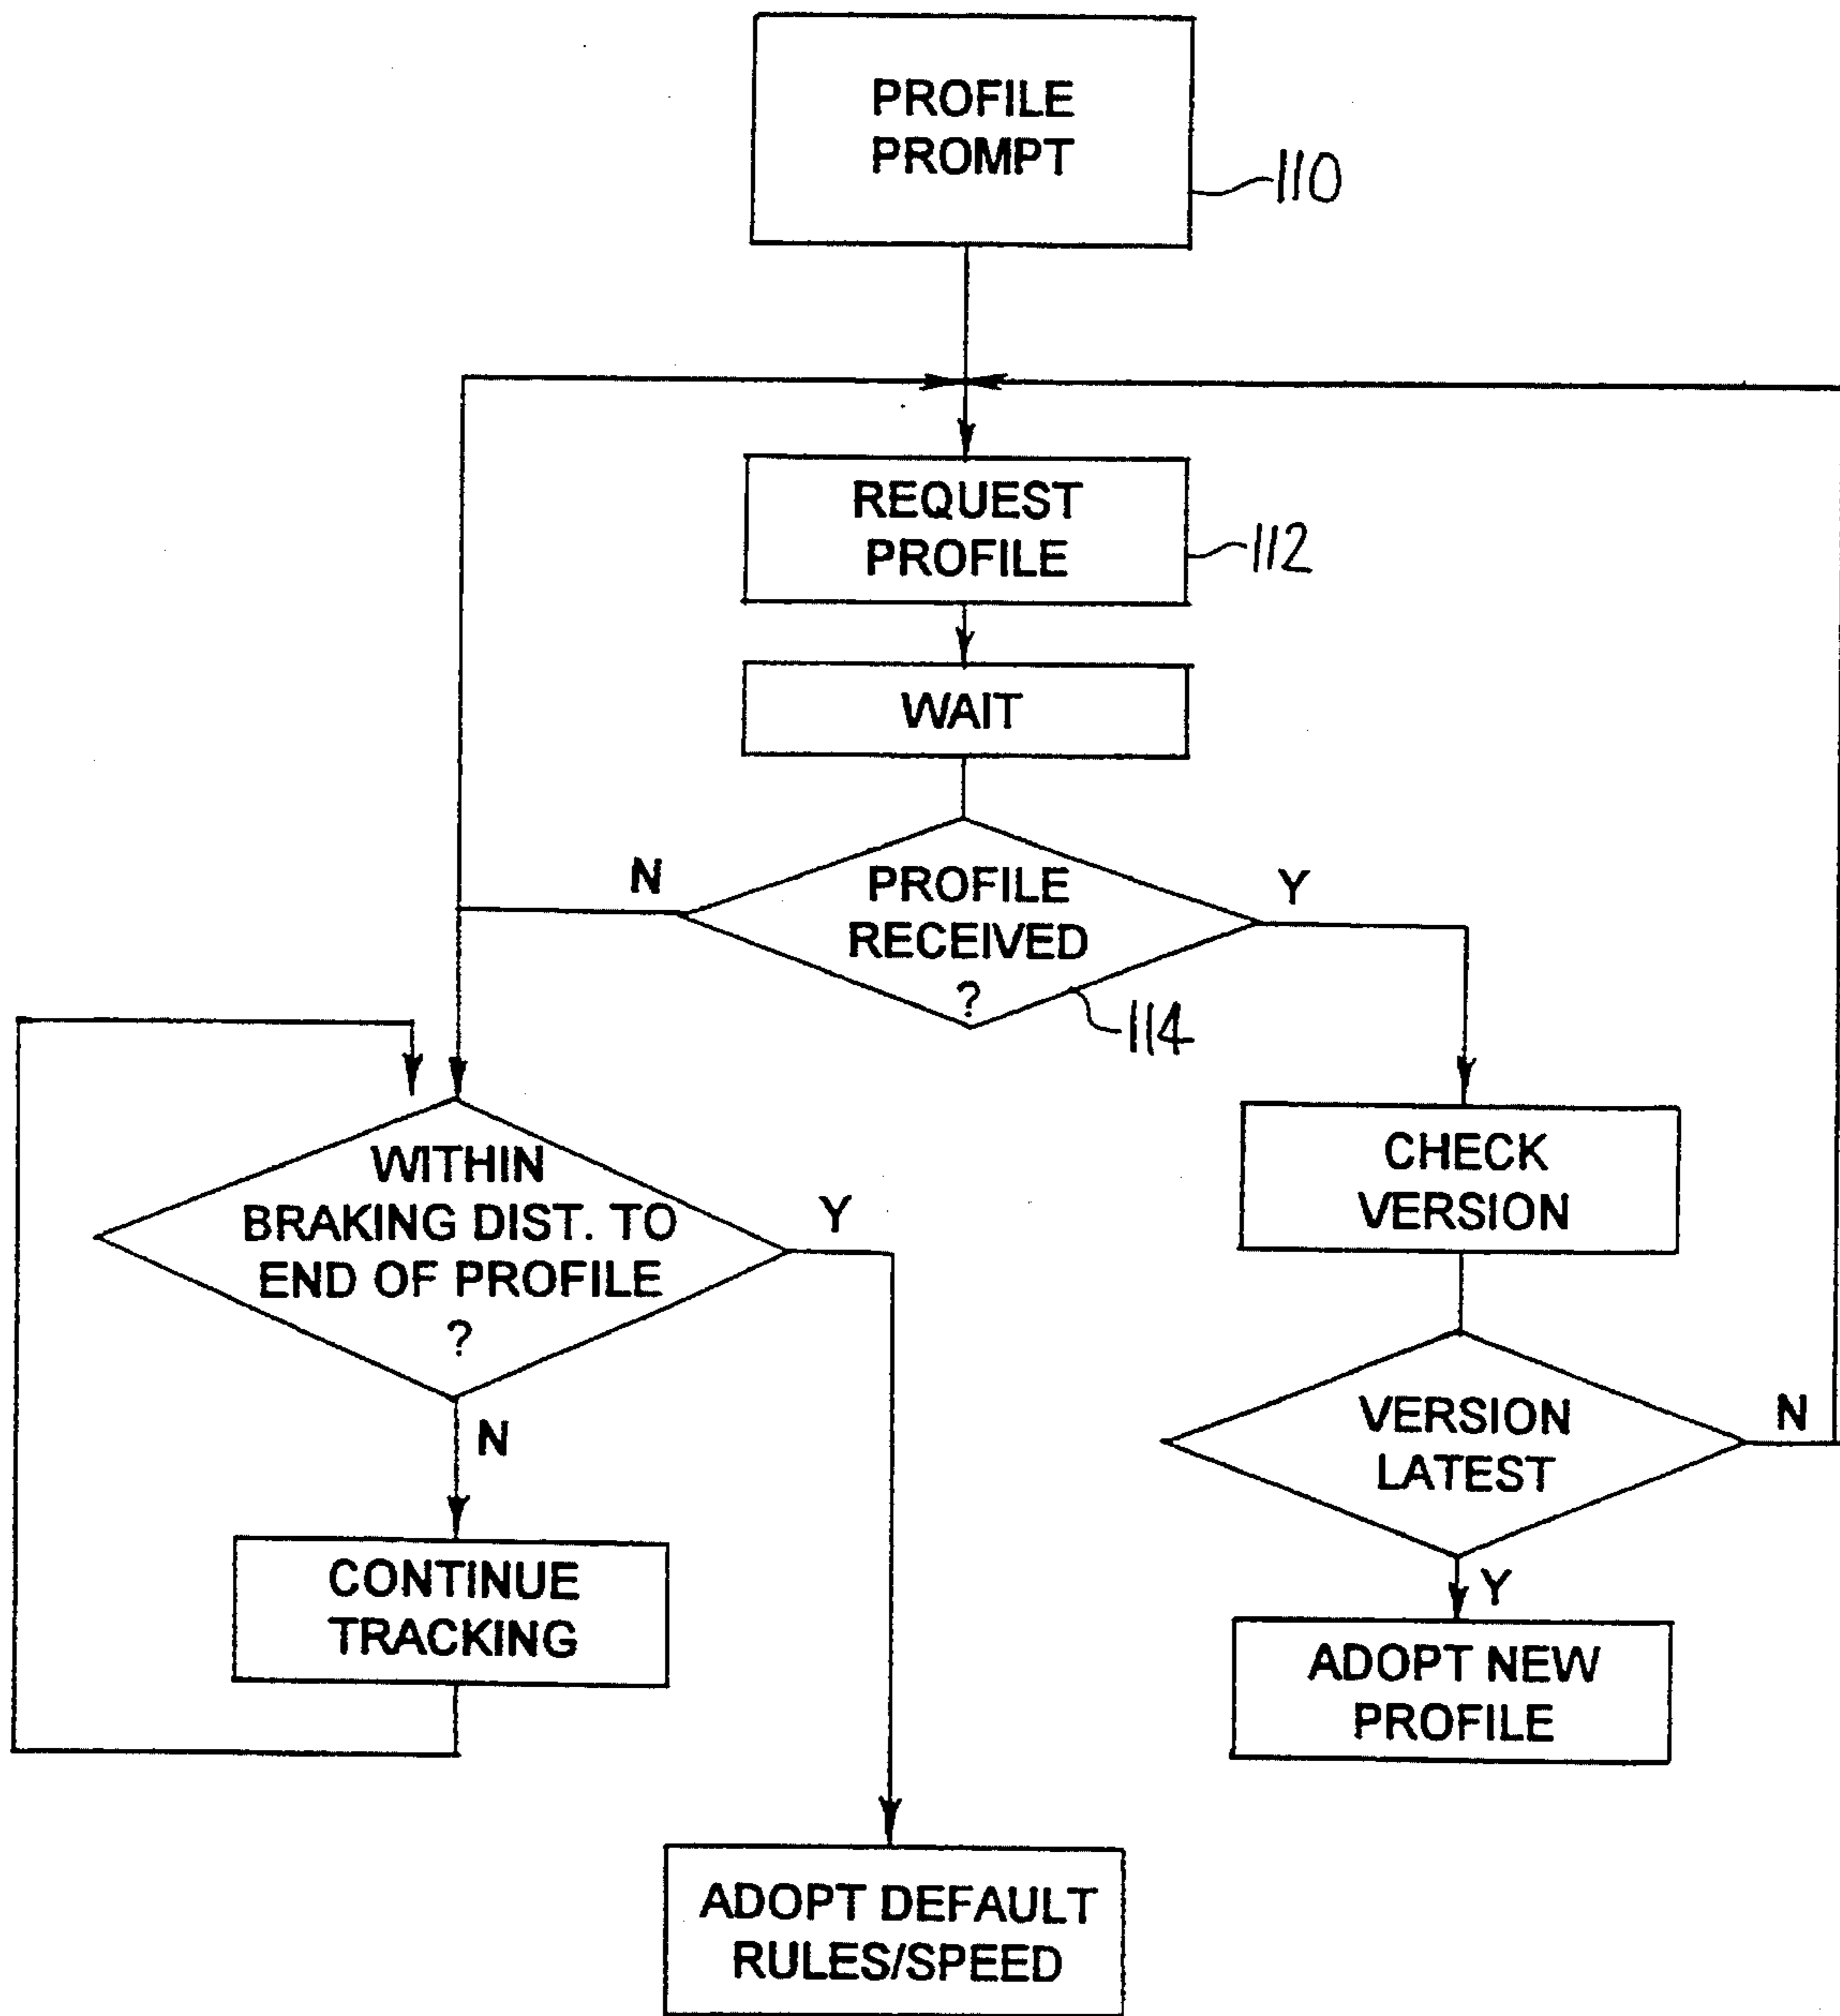 PROFILE
PROMPT
110
REQUEST
PROFILE
112
WAIT
N
PROFILE
RECEIVED
?
Y
114
WITHIN
BRAKING DIST. TO
END OF PROFILE
?
Y
N
CONTINUE
TRACKING
CHECK
VERSION
VERSION
LATEST
N
Y
ADOPT NEW
PROFILE
ADOPT DEFAULT
RULES/SPEED